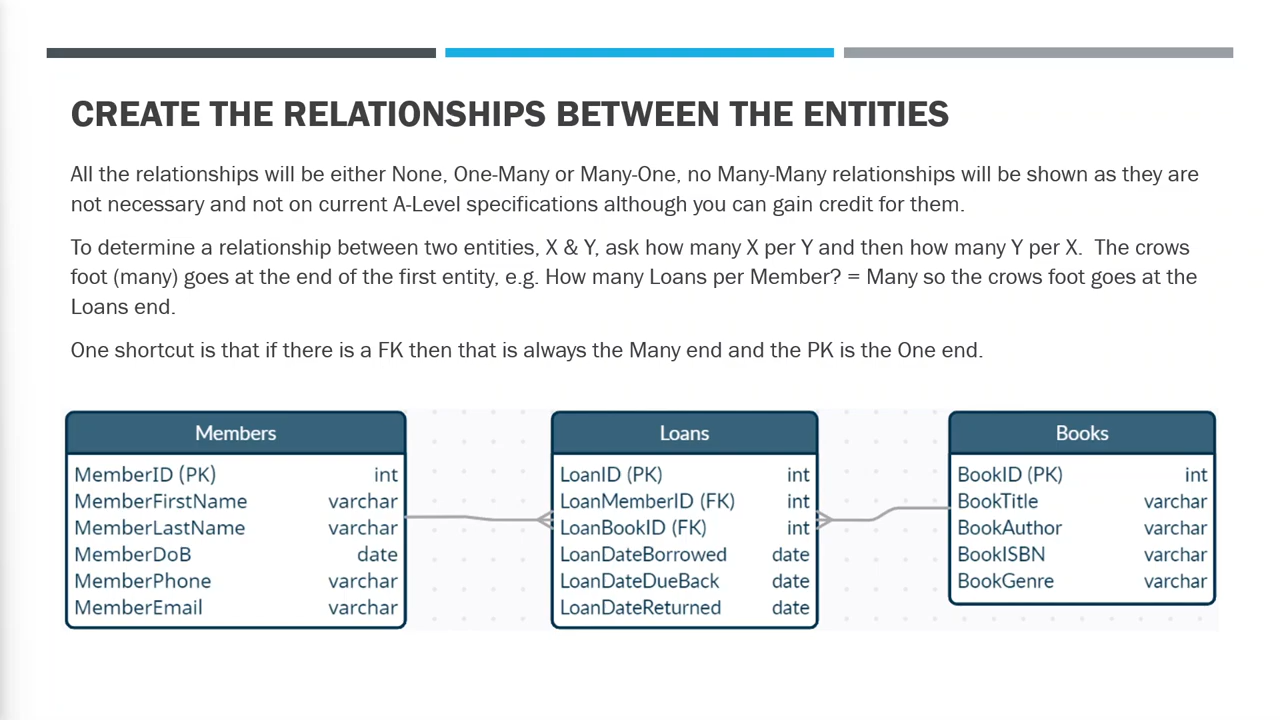 CREATE THE RELATIONSHIPS BETWEEN THE ENTITIES
All the relationships will be either None, One-Many or Many-One, no Many-Many relationships will be shown as they are
not necessary and not on current A-Level specifications although you can gain credit for them.
To determine a relationship between two entities, X & Y, ask how many X per Y and then how many Y per X. The crows
foot (many) goes at the end of the first entity, e.g. How many Loans per Member? = Many so the crows foot goes at the
Loans end.
One shortcut is that if there is a FK then that is always the Many end and the PK is the One end.
Members
MemberID (PK) int
MemberFirstName varchar
MemberLastName varchar
MemberDoB date
MemberPhone varchar
MemberEmail varchar
Loans
LoanID (PK) int
LoanMemberID (FK) int
LoanBookID (FK) int
LoanDateBorrowed date
LoanDateDueBack date
LoanDateReturned date
Books
BookID (PK) int
BookTitle varchar
BookAuthor varchar
BookISBN varchar
BookGenre varchar